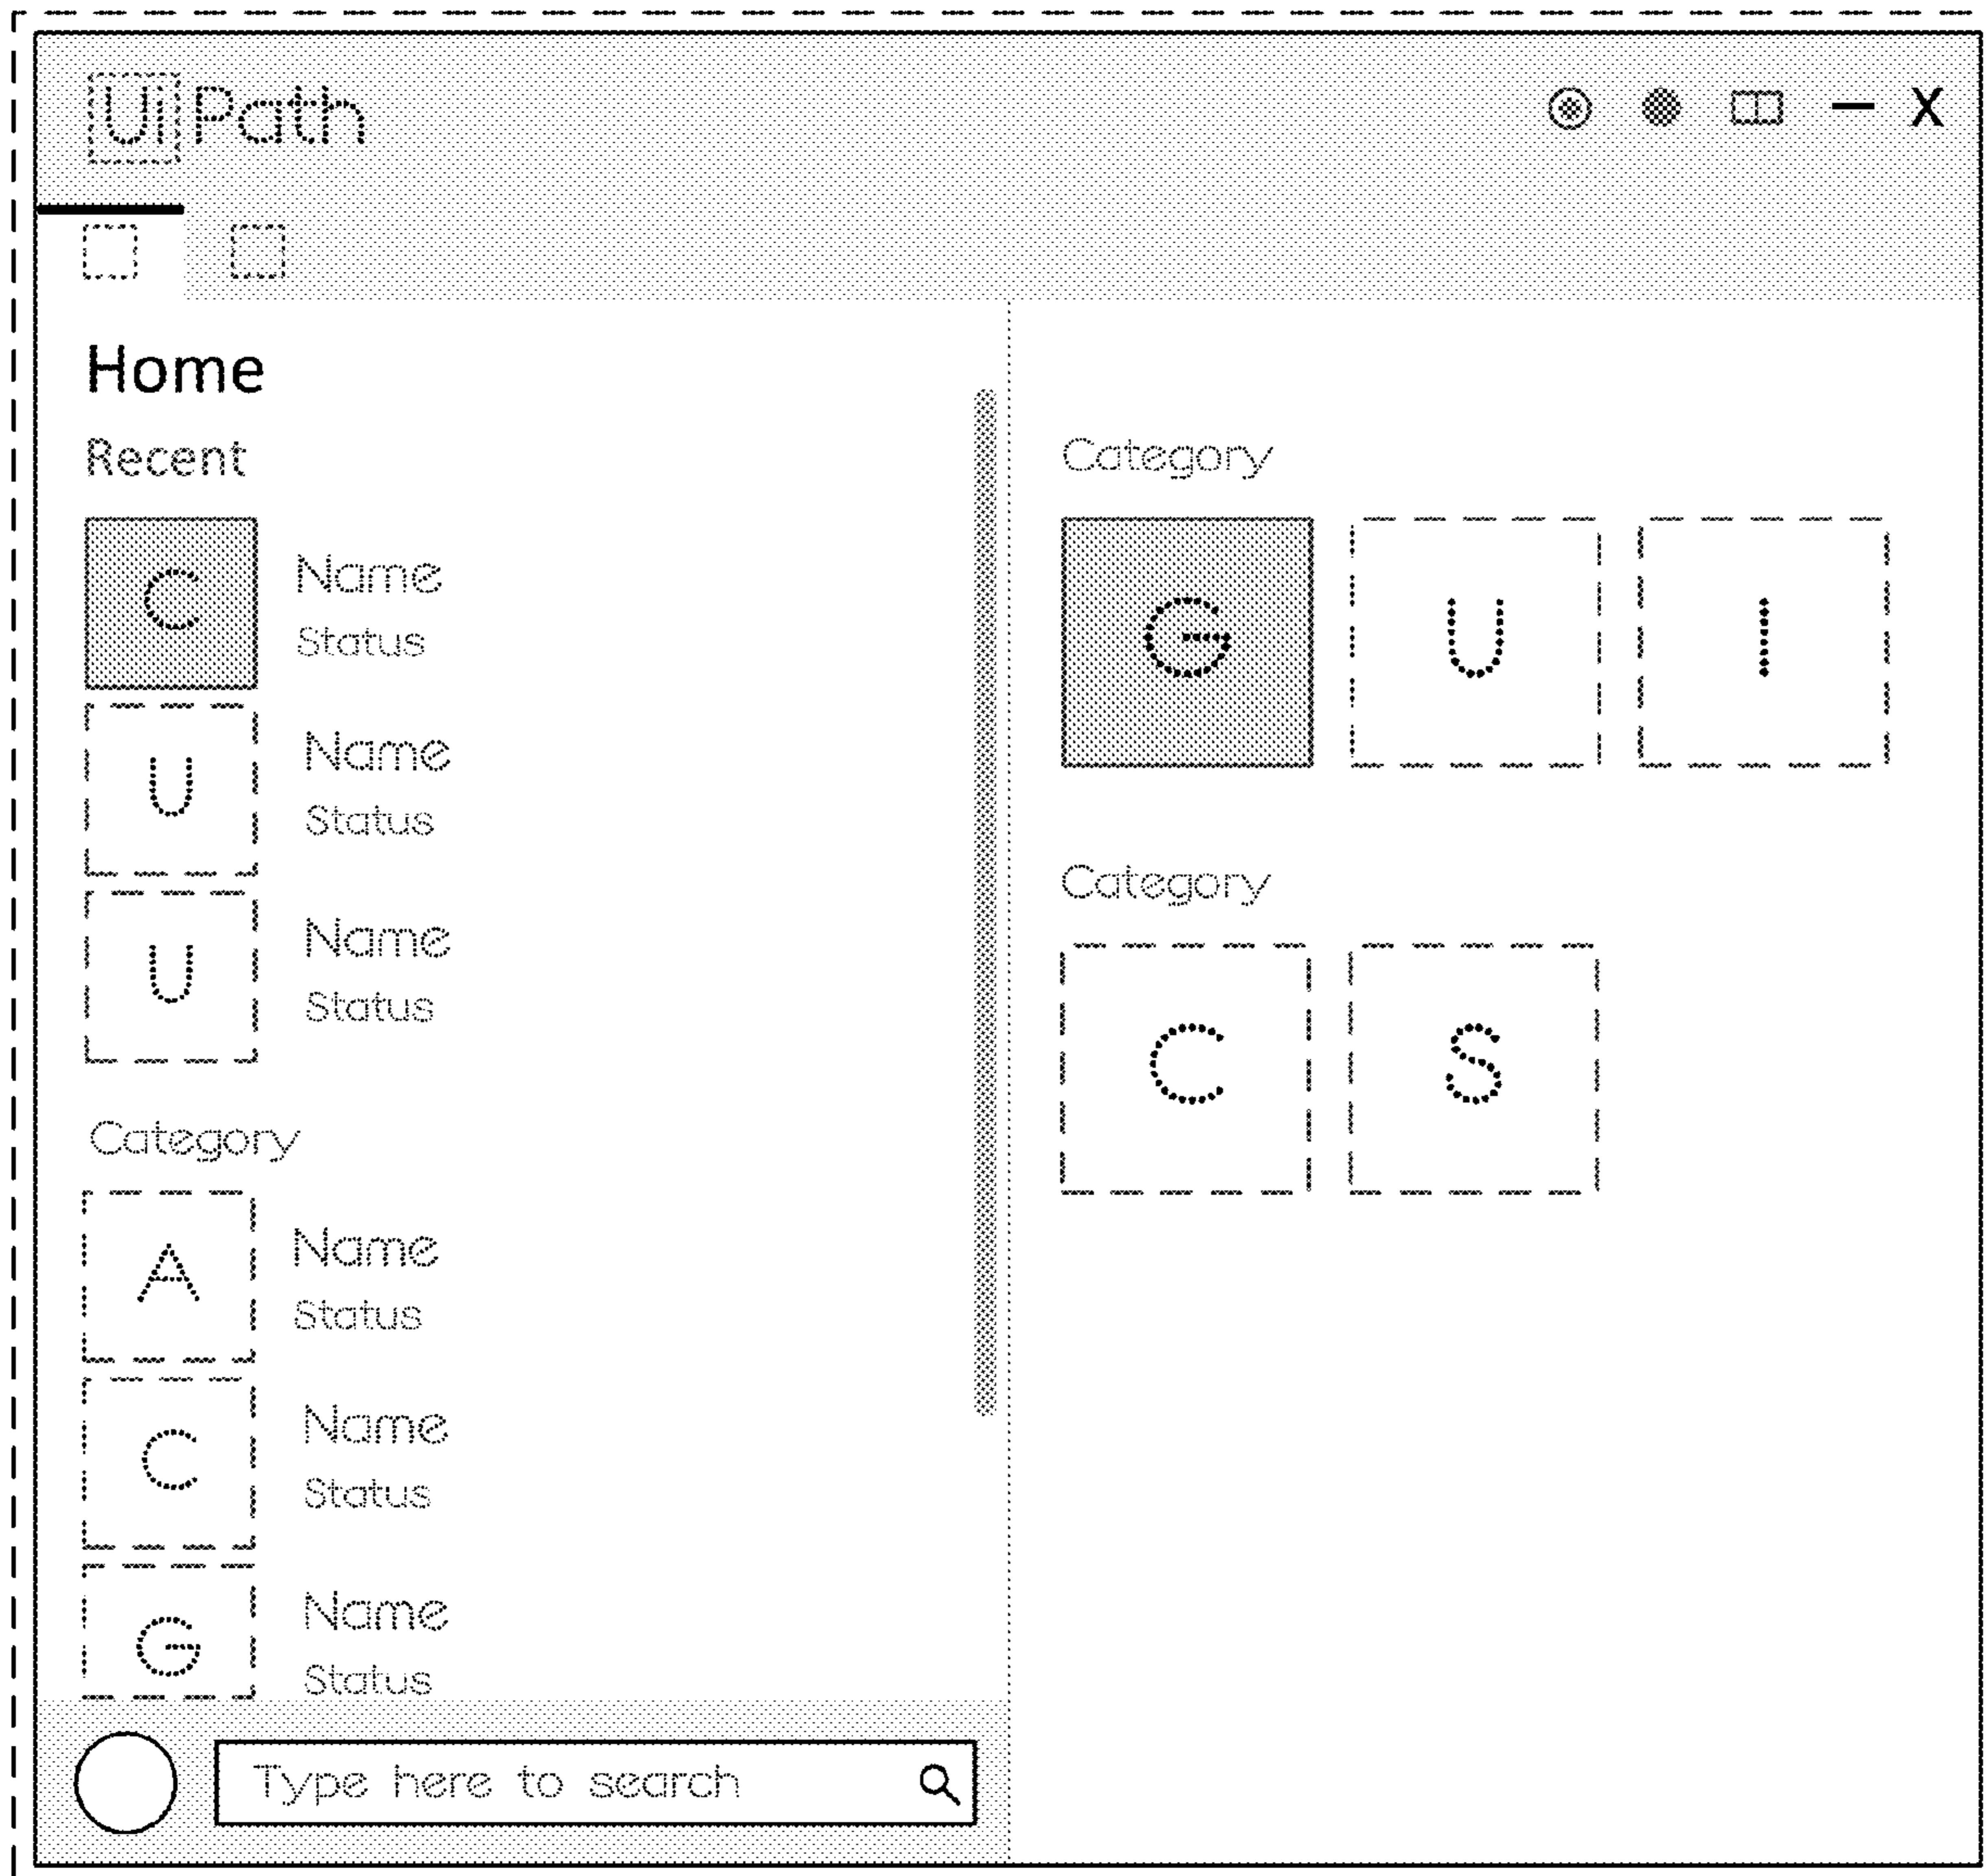 Ui Path
X
Home
Recent
C
Name
Status
U
Name
Status
U
Name
Status
Category
A
Name
Status
C
Name
Status
G
Name
Status
Type here to search
Category
G U I
Category
C S